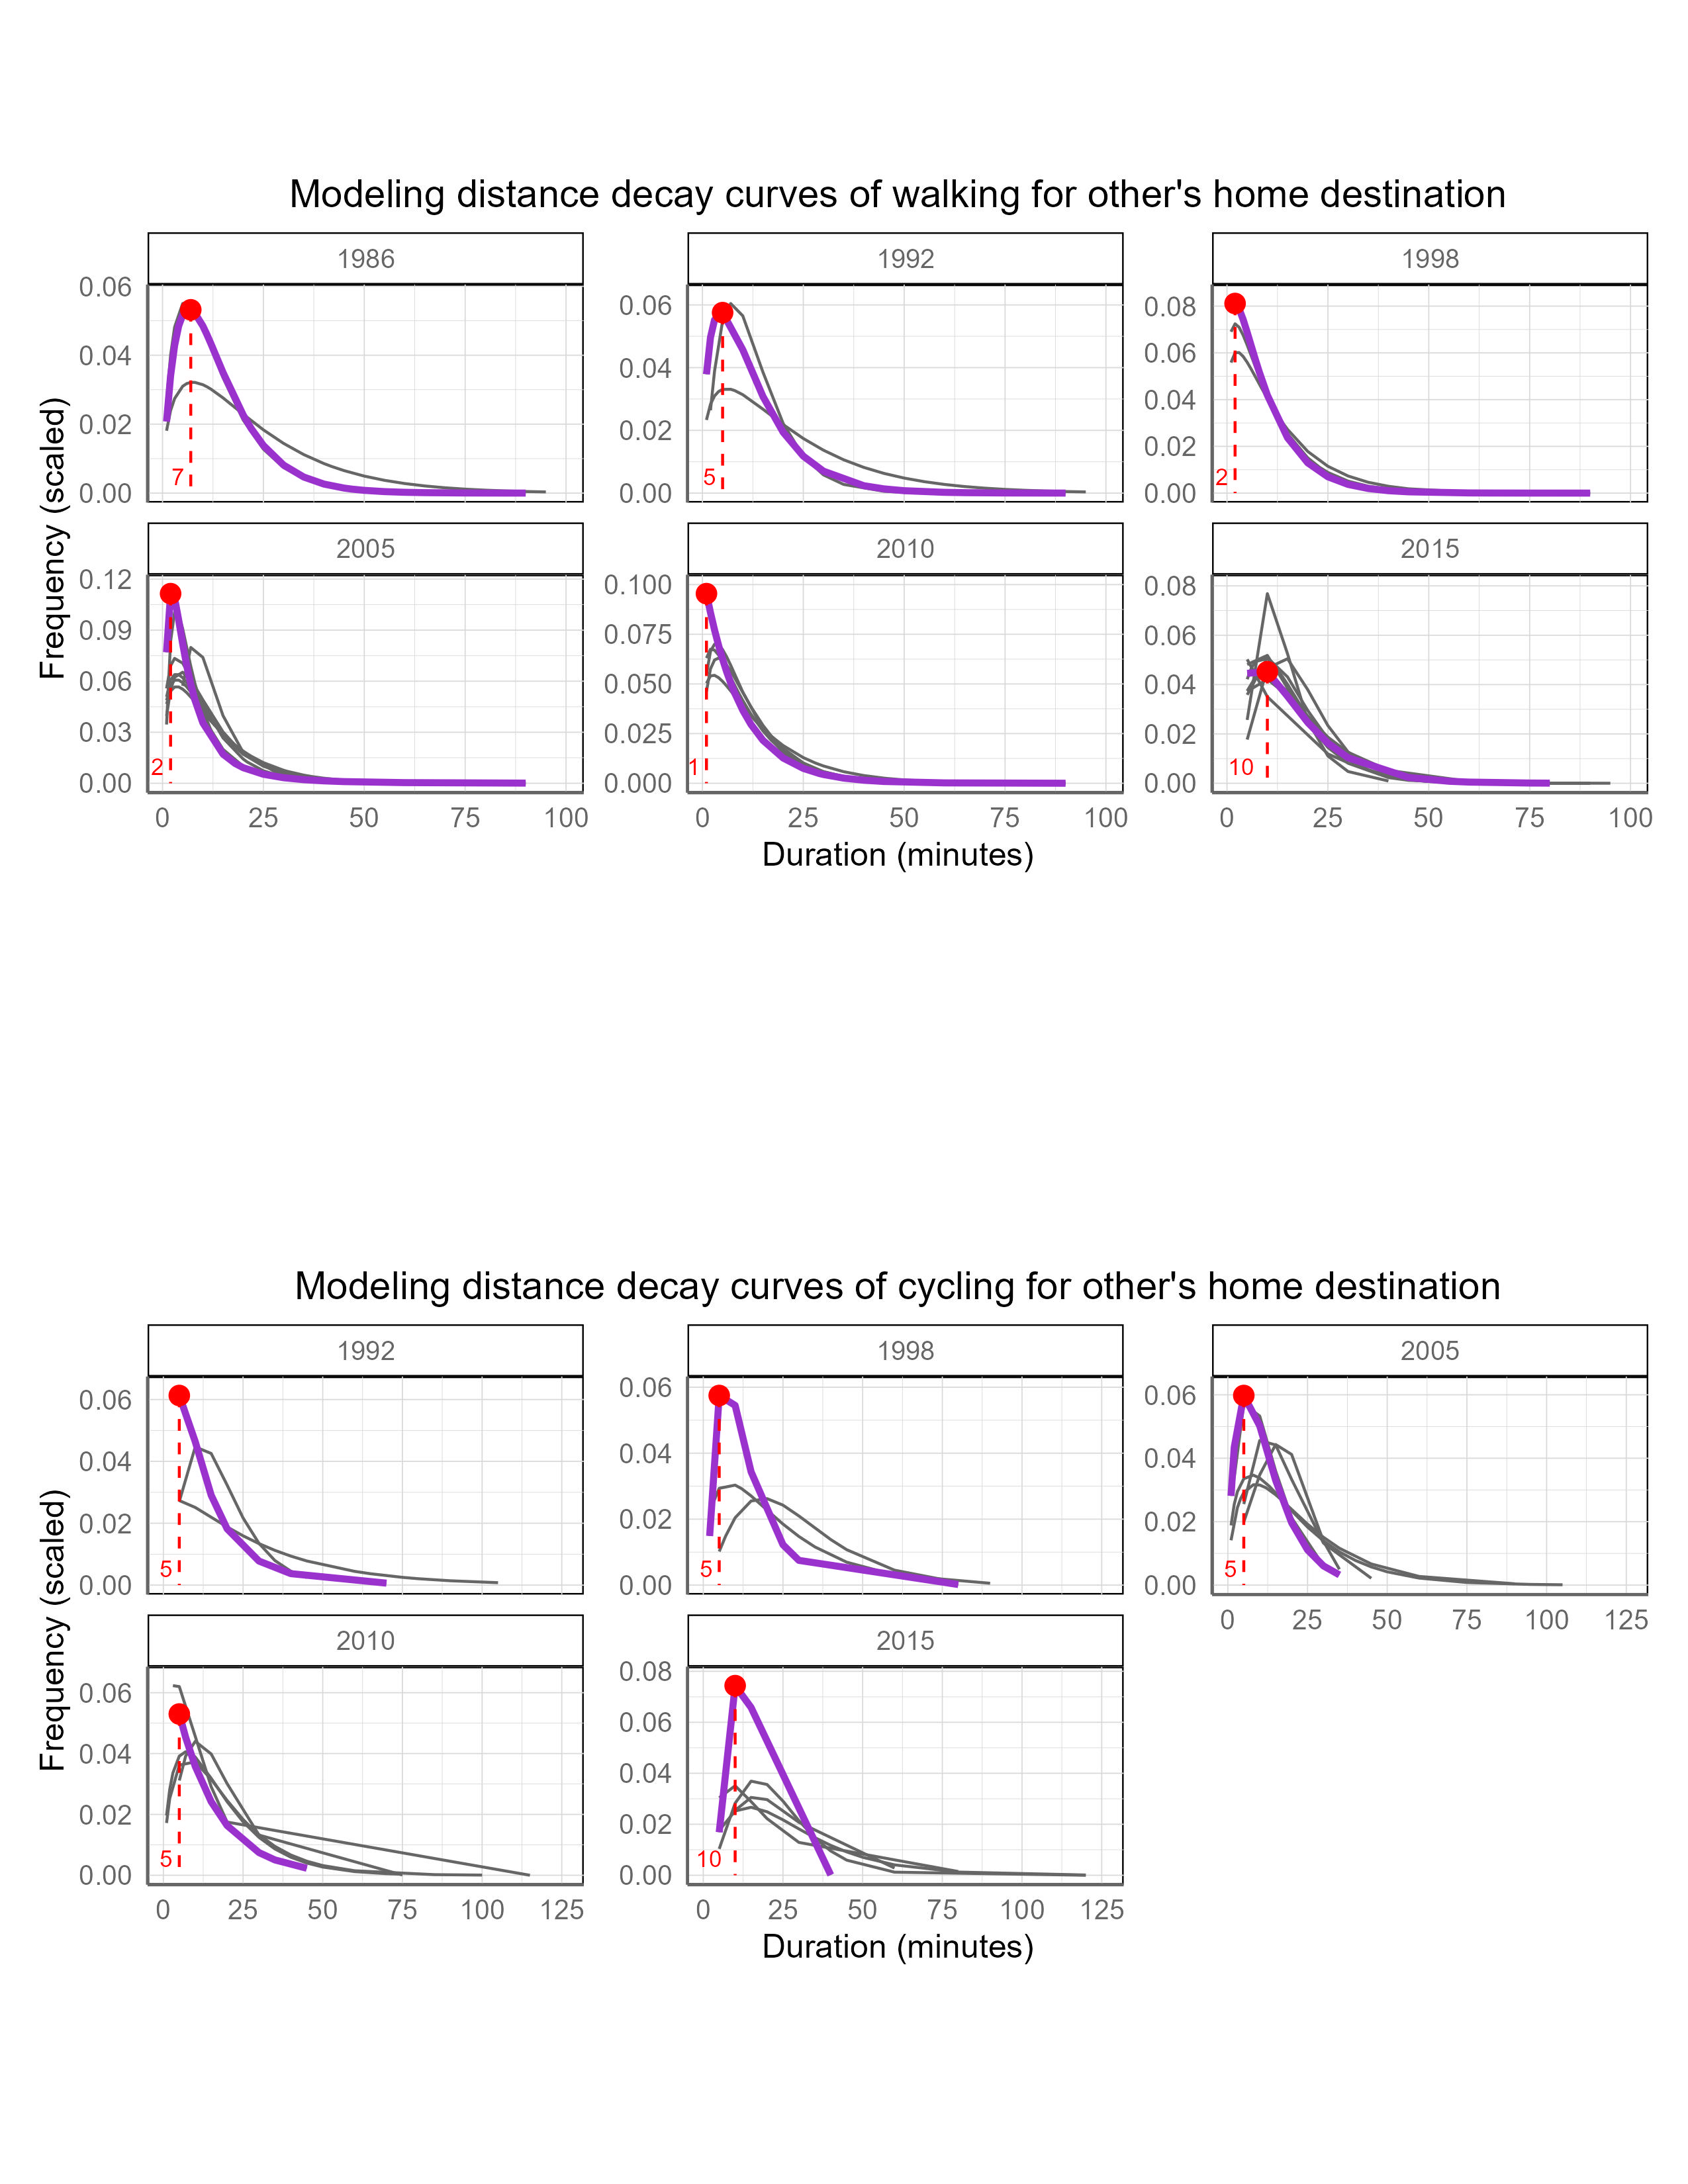 Modeling distance decay curves of walking for other's home destination
1986 1992 1998
0.06 0.04 0.02 0.00
7
0.06 0.04 0.02 0.00
5
0.08 0.06 0.04 0.02 0.00
2
Frequency (scaled)
2005 2010 2015
0.12 0.09 0.06 0.03 0.00
2
0.100 0.075 0.050 0.025 0.000
1
0.08 0.06 0.04 0.02 0.00
10
0 25 50 75 100 0 25 50 75 100 0 25 50 75 100
Duration (minutes)
Modeling distance decay curves of cycling for other's home destination
1992 1998 2005
0.06 0.04 0.02 0.00
5
0.06 0.04 0.02 0.00
5
0.06 0.04 0.02 0.00
5
0 25 50 75 100 125
Frequency (scaled)
2010 2015
0.06 0.04 0.02 0.00
5
0.08 0.06 0.04 0.02 0.00
10
0 25 50 75 100 125 0 25 50 75 100 125
Duration (minutes)